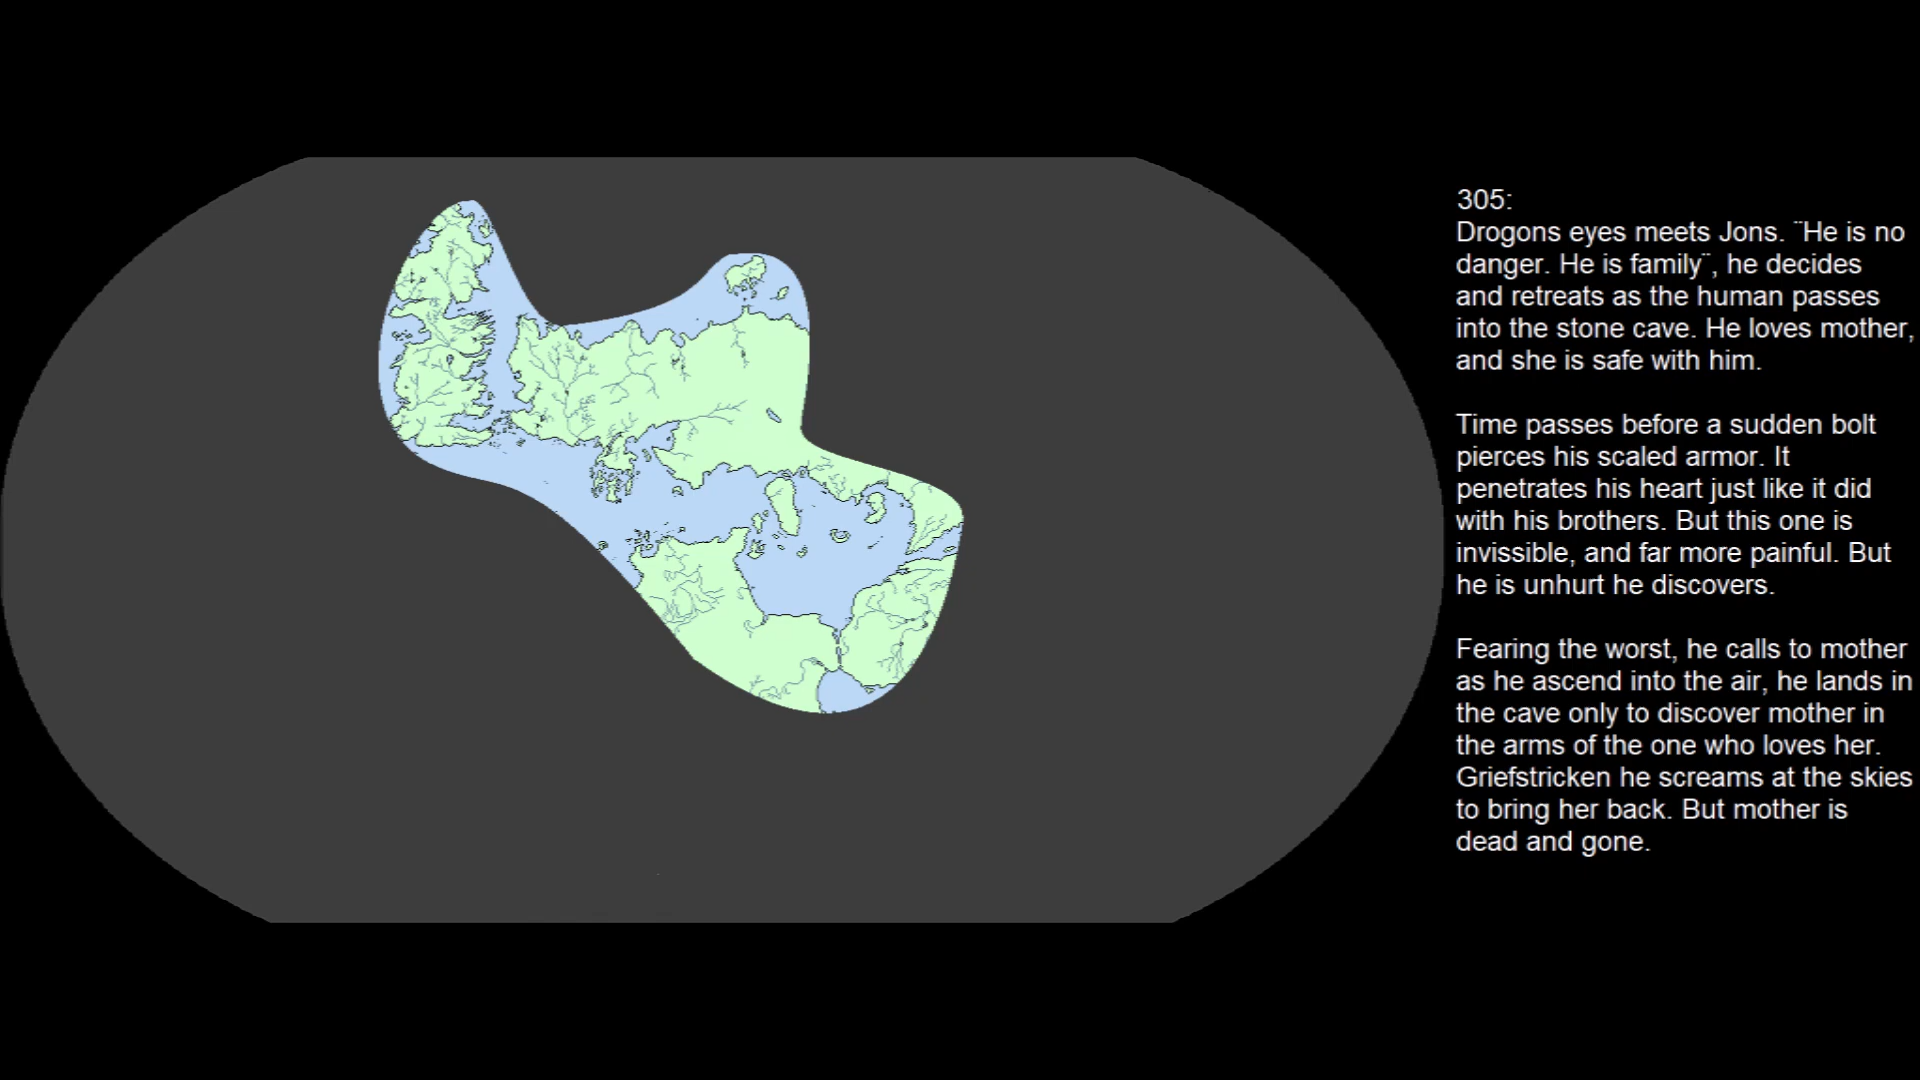 305:
Drogons eyes meets Jons. ¨He is no
danger. He is family¨, he decides
and retreats as the human passes
into the stone cave. He loves mother,
and she is safe with him.
Time passes before a sudden bolt
pierces his scaled armor. It
penetrates his heart just like it did
with his brothers. But this one is
invissible, and far more painful. But
he is unhurt he discovers.
Fearing the worst, he calls to mother
as he ascend into the air, he lands in
the cave only to discover mother in
the arms of the one who loves her.
Griefstricken he screams at the skies
to bring her back. But mother is
dead and gone.